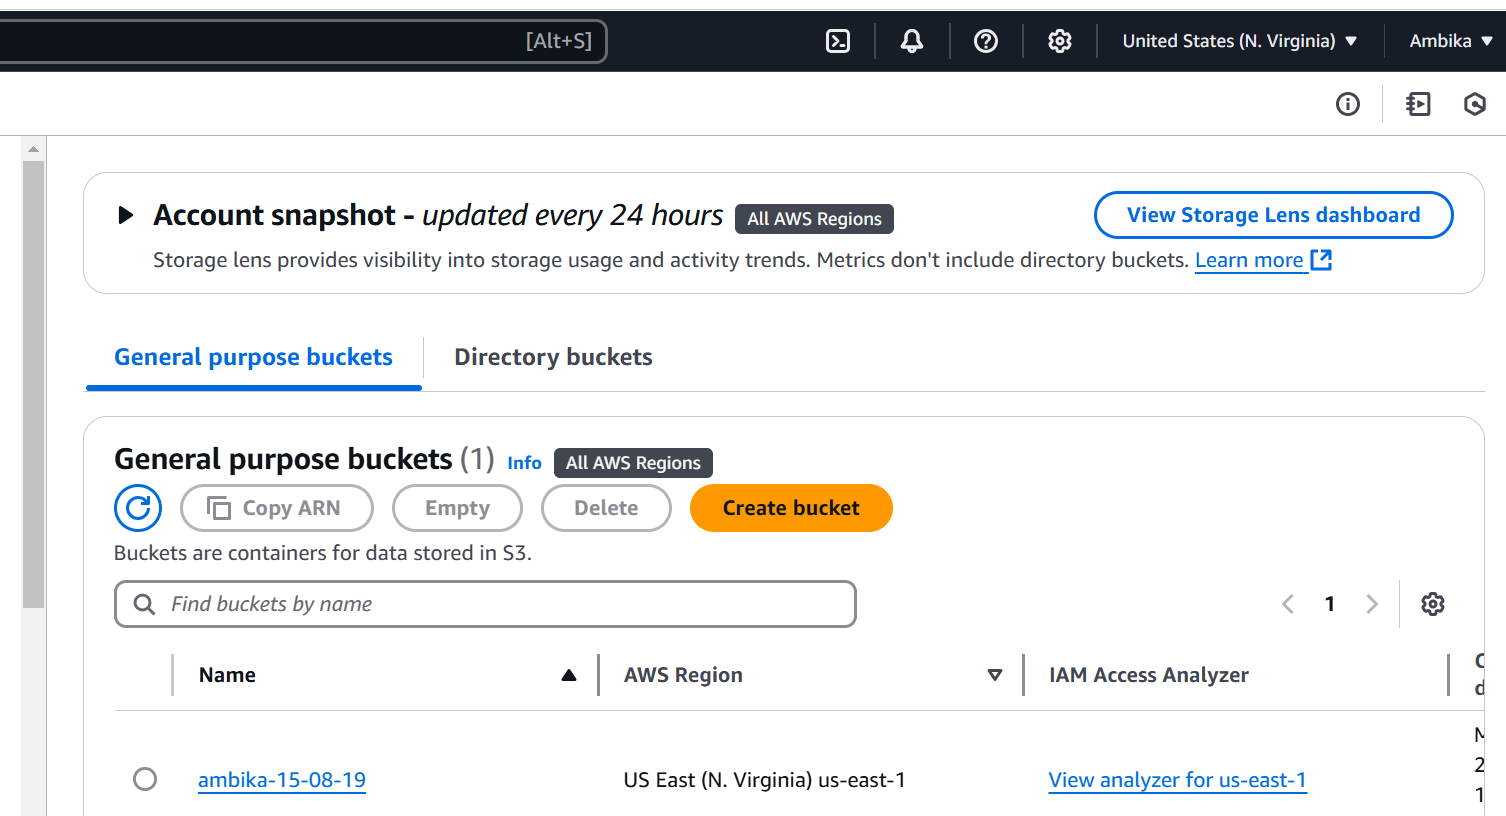 [Alt+S]
United States (N. Virginia)
Ambika
Account snapshot - updated every 24 hours
All AWS Regions
View Storage Lens dashboard
Storage lens provides visibility into storage usage and activity trends. Metrics don't include directory buckets. Learn more
General purpose buckets
Directory buckets
General purpose buckets (1)
Info
All AWS Regions
Copy ARN
Empty
Delete
Create bucket
Buckets are containers for data stored in S3.
Find buckets by name
1
Name
AWS Region
IAM Access Analyzer
ambika-15-08-19
US East (N. Virginia) us-east-1
View analyzer for us-east-1